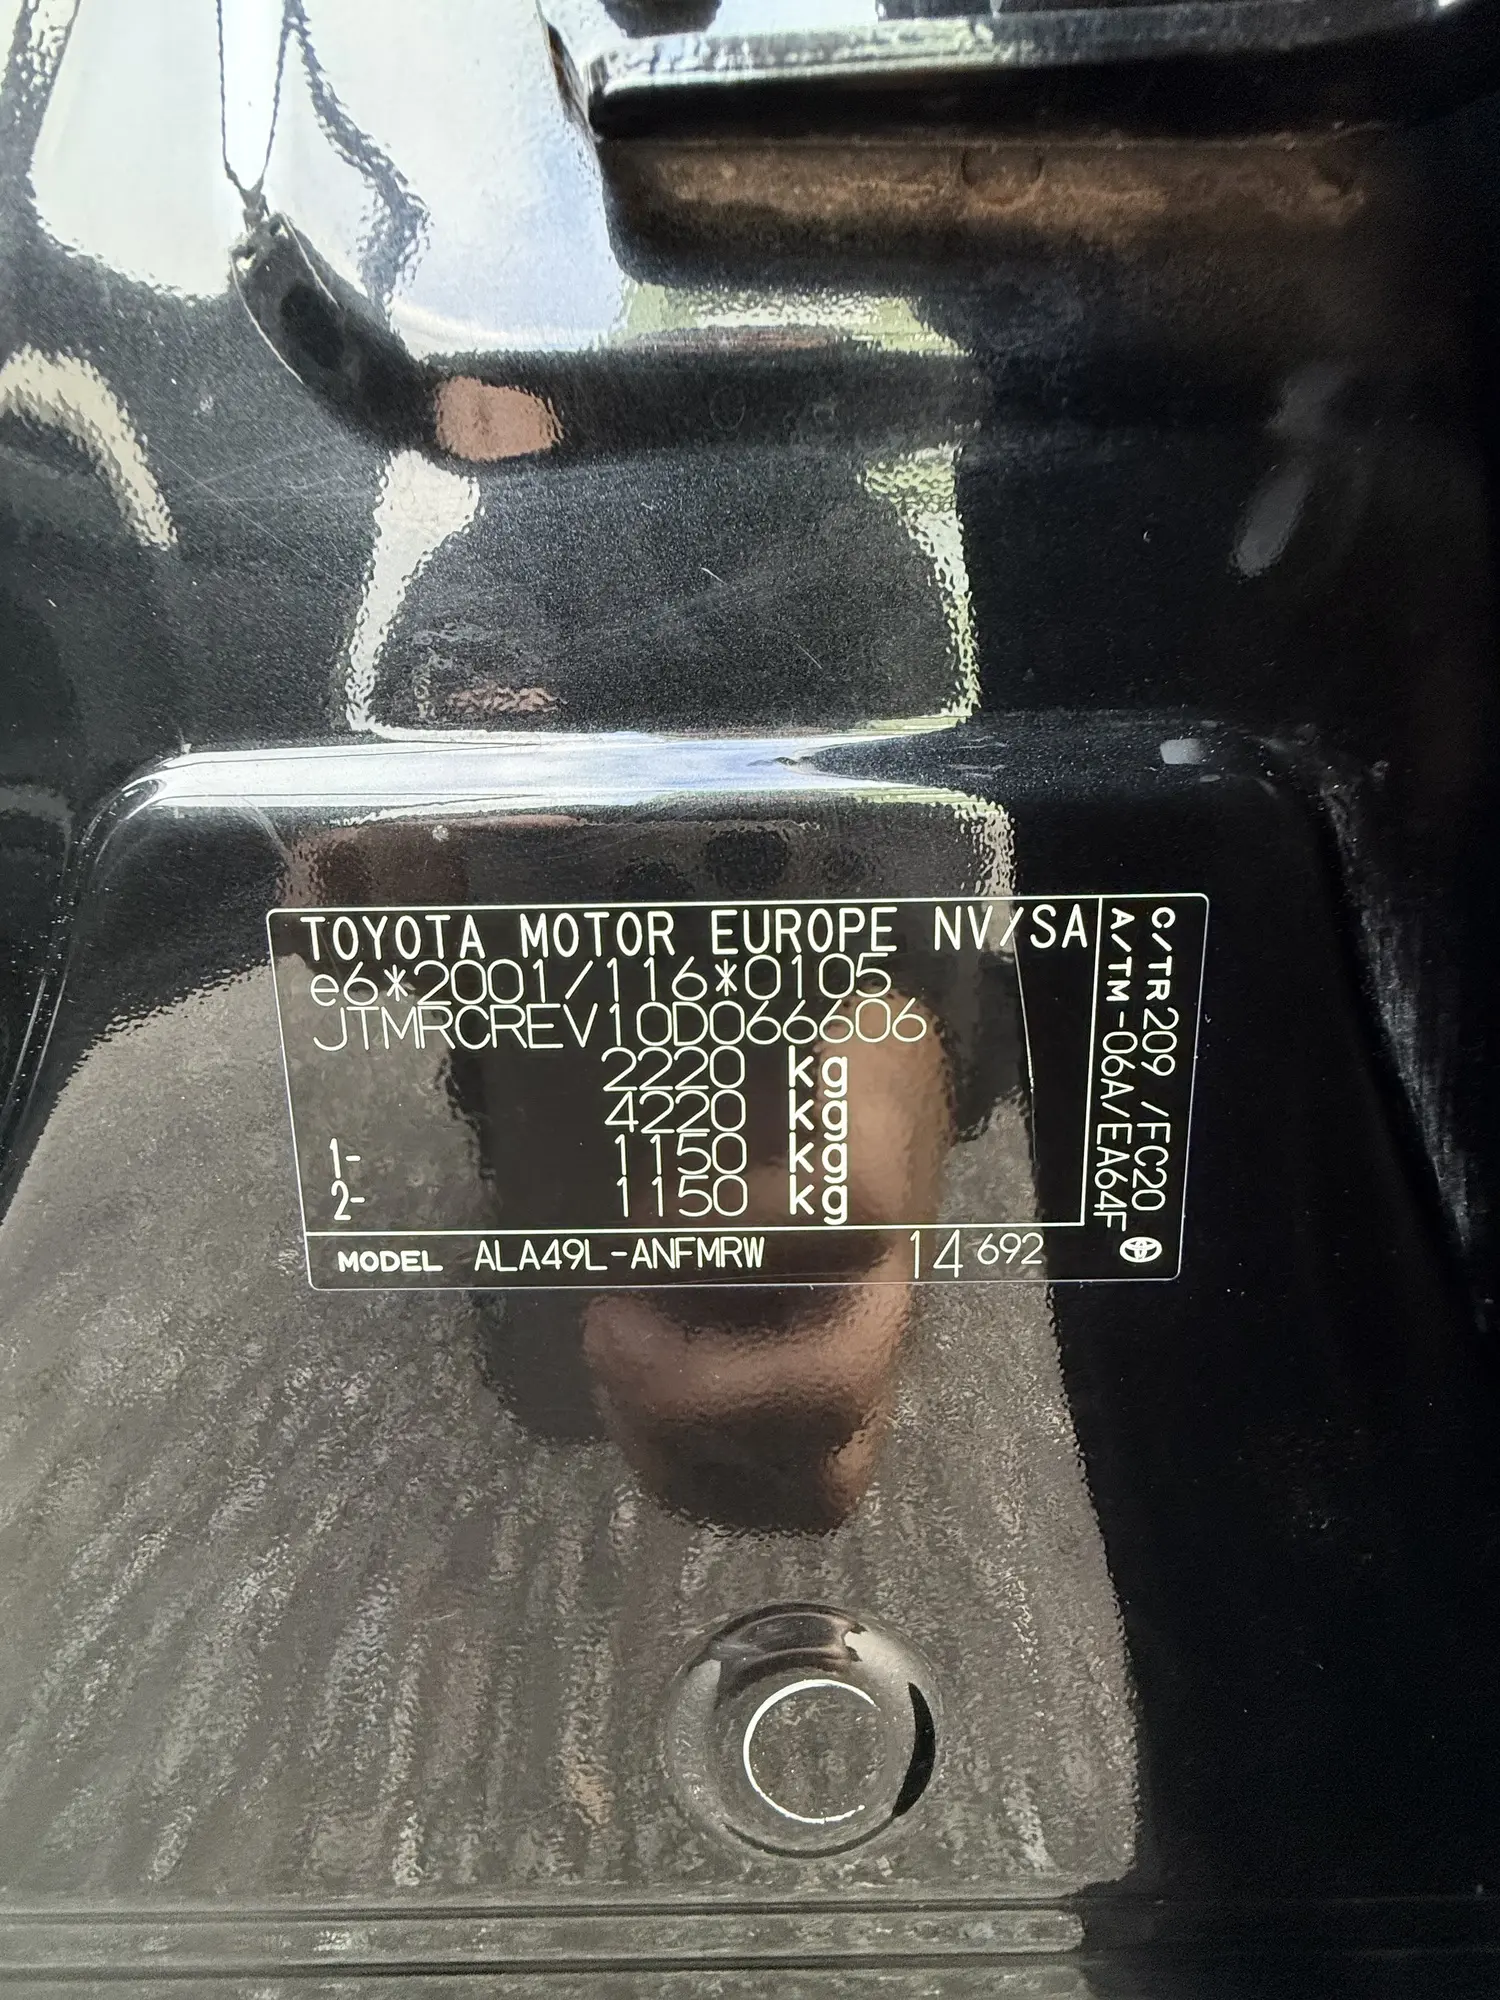 TOYOTA MOTOR EUROPE NV/SA
e6*2001/116*0105
JTMRCREV10D066606
2220 kg
4220 kg
1- 1150 kg
2- 1150 kg
MODEL ALA49L-ANFMRW 14 692
C/TR 209 /FC20
A/TM -06A/EA64F